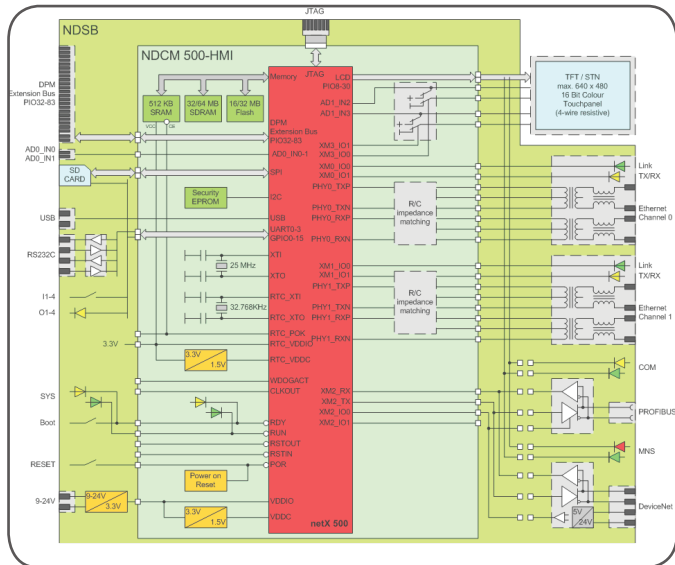 JTAG
NDSB
NDCM 500-HMI
DPM
Extension Bus
PIO32-83
AD0_IN0
AD0_IN1
SD
CARD
USB
RS232C
I1-4
O1-4
3.3V
SYS
Boot
RESET
9-24V
9-24V
3.3V
512 KB
SRAM
32/64 MB
SDRAM
16/32 MB
Flash
VCC
CS
Security
EPROM
25 MHz
32.768KHz
3.3V
1.5V
Power on
Reset
3.3V
1.5V
JTAG
Memory
DPM
Extension Bus
PIO32-83
AD0_IN0-1
SPI
I2C
USB
UART0-3
GPIO0-15
XTI
XTO
RTC_XTI
RTC_XTO
RTC_POK
RTC_VDDIO
RTC_VDDC
WDOGACT
CLKOUT
RDY
RUN
RSTOUT
RSTIN
POR
VDDIO
VDDC
LCD
PIO8-30
AD1_IN2
AD1_IN3
XM3_IO1
XM3_IO0
XM0_IO0
XM0_IO1
PHY0_TXP
PHY0_TXN
PHY0_RXP
PHY0_RXN
XM1_IO0
XM1_IO1
PHY1_TXP
PHY1_TXN
PHY1_RXP
PHY1_RXN
XM2_RX
XM2_TX
XM2_IO0
XM2_IO1
netX 500
R/C
impedance
matching
R/C
impedance
matching
TFT / STN
max. 640 x 480
16 Bit Colour
Touchpanel
(4-wire resistive)
Link
TX/RX
Ethernet
Channel 0
Link
TX/RX
Ethernet
Channel 1
COM
PROFIBUS
MNS
DeviceNet
5V
24V